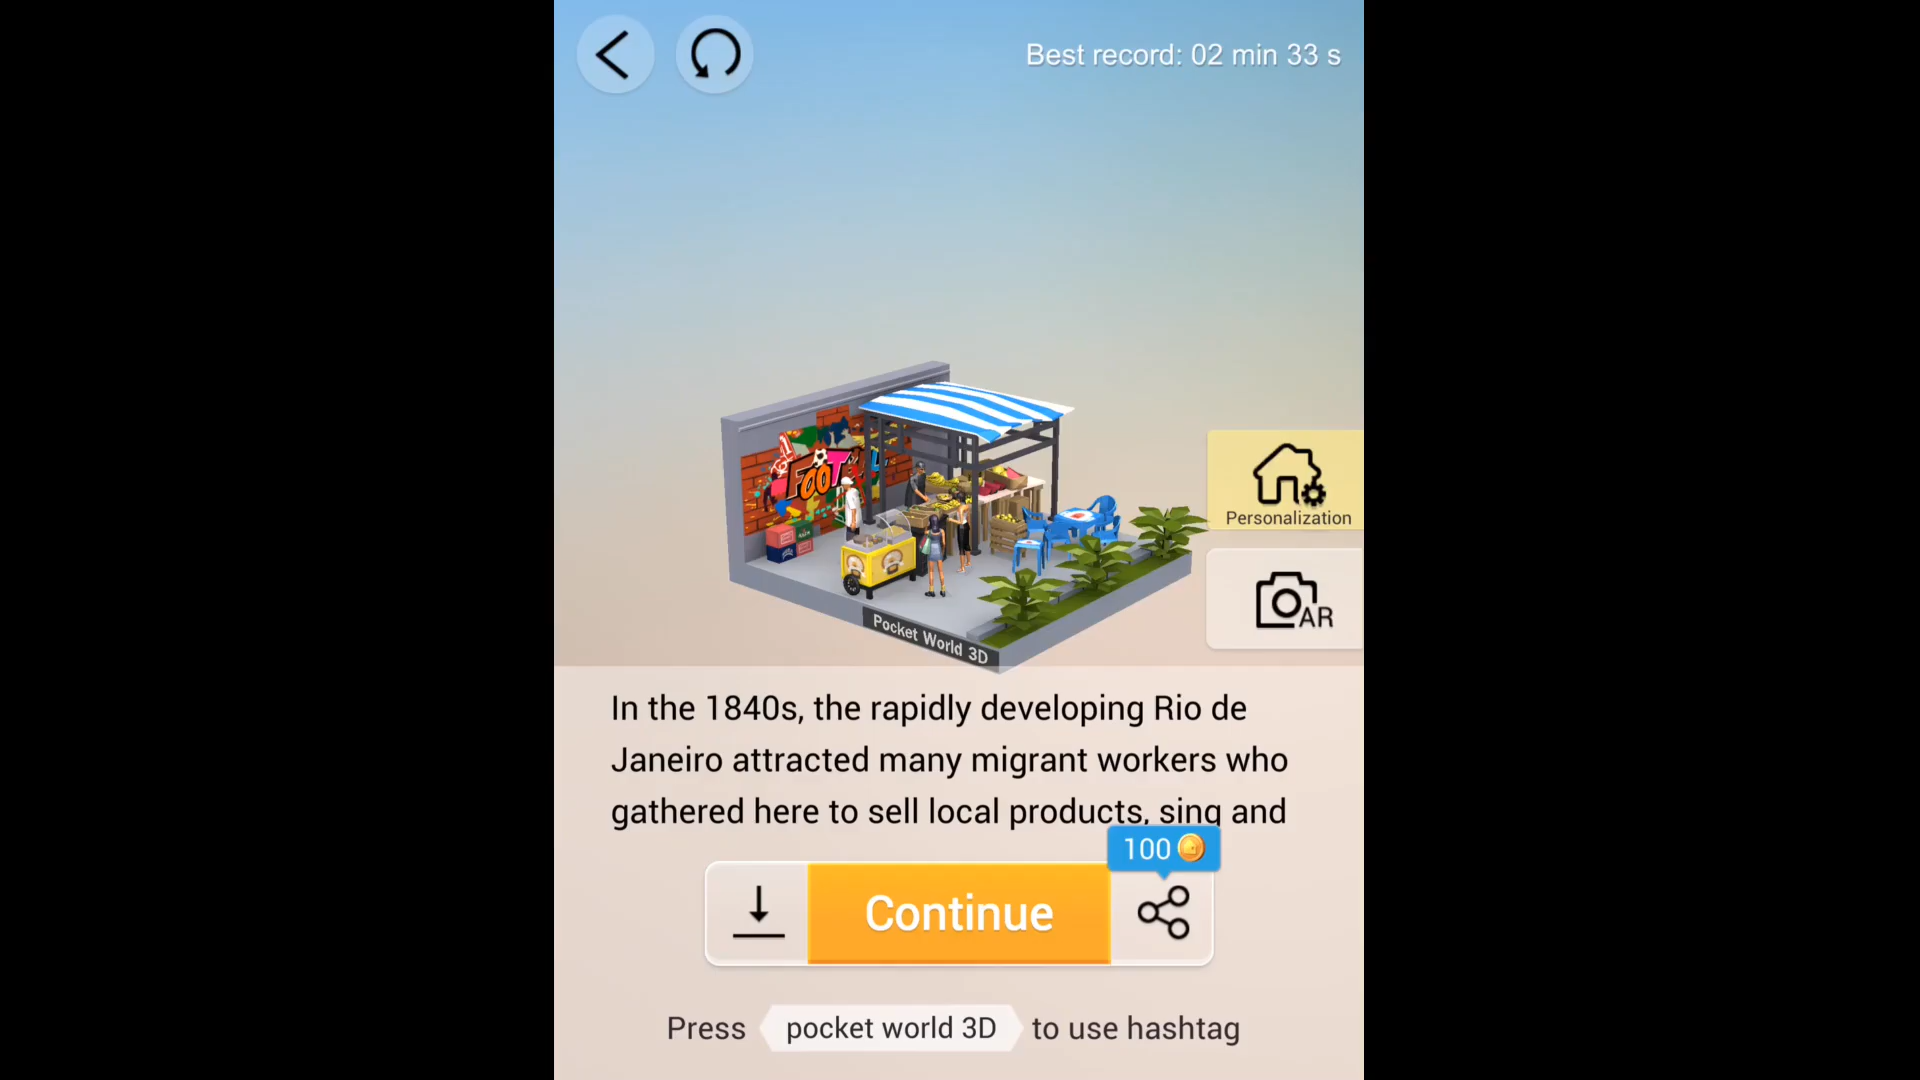 Best record: 02 min 33 s
FOOT
Personalization
AR
Pocket World 3D
In the 1840s, the rapidly developing Rio de
Janeiro attracted many migrant workers who
gathered here to sell local products, sing and
100
Continue
Press pocket world 3D to use hashtag